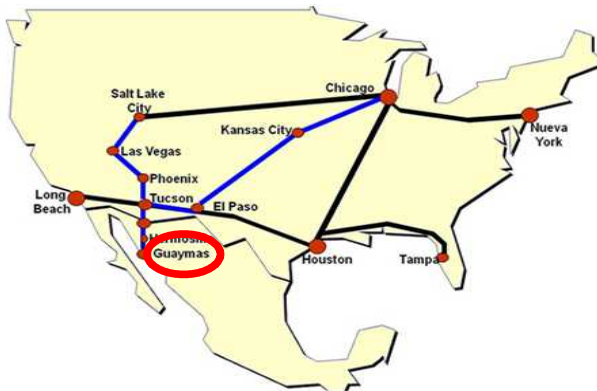 Salt Lake
City
Chicago
Kansas City
Nueva
York
Las Vegas
Phoenix
Long
Beach
Tucson
El Paso
Guaymas
Houston
Tampa